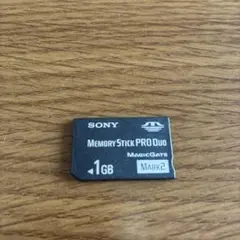 SONY
MEMORY STICK PRO DUO
MAGICGATE
1GB MARK2